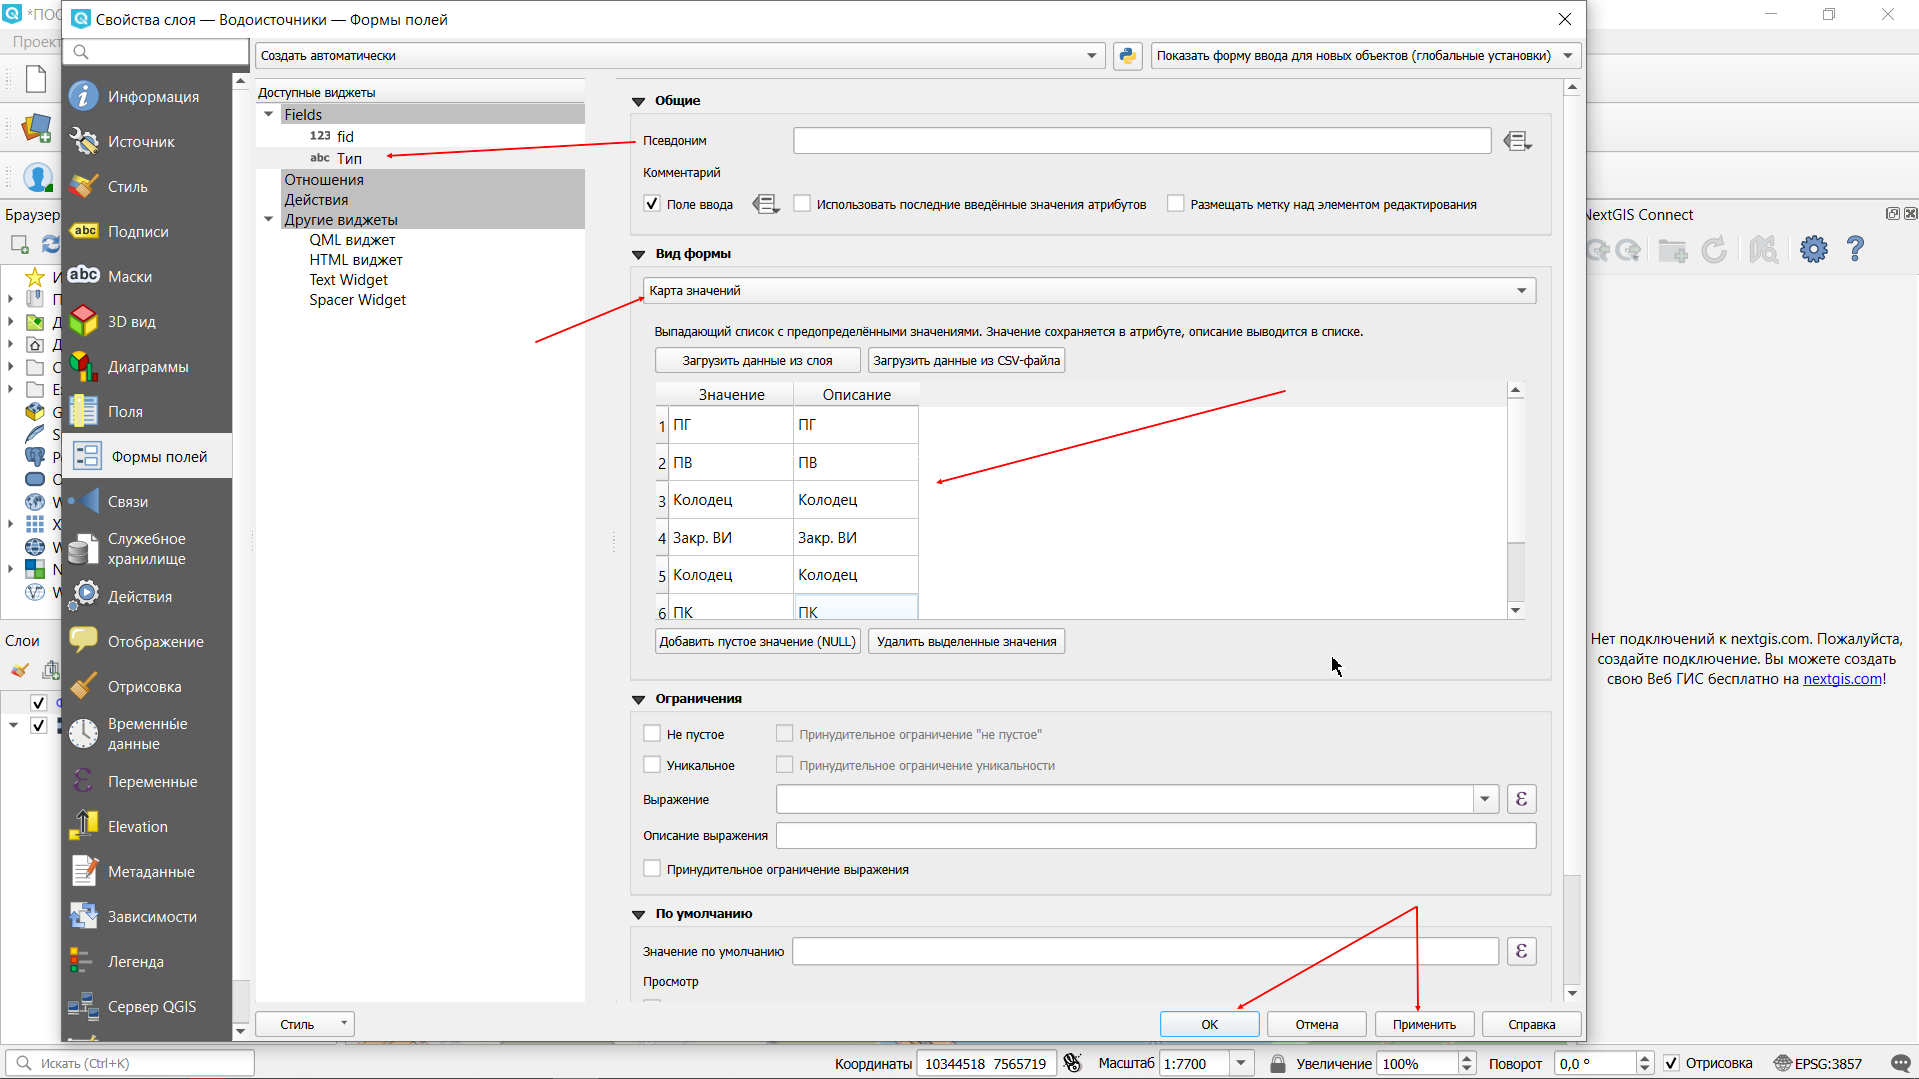 *ПОС
Свойства слоя — Водоисточники — Формы полей
Проект
Создать автоматически
Показать форму ввода для новых объектов (глобальные установки)
Информация
Источник
Стиль
Подписи
Маски
3D вид
Диаграммы
Поля
Формы полей
Связи
Служебное
хранилище
Действия
Отображение
Отрисовка
Временны́е
данные
Переменные
Elevation
Метаданные
Зависимости
Легенда
Сервер QGIS
Браузер
Слои
Доступные виджеты
Fields
123 fid
abc Тип
Отношения
Действия
Другие виджеты
QML виджет
HTML виджет
Text Widget
Spacer Widget
Общие
Псевдоним
Комментарий
Поле ввода
Использовать последние введённые значения атрибутов
Размещать метку над элементом редактирования
Вид формы
Карта значений
Выпадающий список с предопределёнными значениями. Значение сохраняется в атрибуте, описание выводится в списке.
Загрузить данные из слоя
Загрузить данные из CSV-файла
Значение Описание
1 ПГ ПГ
2 ПВ ПВ
3 Колодец Колодец
4 Закр. ВИ Закр. ВИ
5 Колодец Колодец
6 ПК ПК
Добавить пустое значение (NULL)
Удалить выделенные значения
Ограничения
Не пустое
Принудительное ограничение "не пустое"
Уникальное
Принудительное ограничение уникальности
Выражение
Описание выражения
Принудительное ограничение выражения
По умолчанию
Значение по умолчанию
Просмотр
Стиль
OK
Отмена
Применить
Справка
NextGIS Connect
Нет подключений к nextgis.com. Пожалуйста,
создайте подключение. Вы можете создать
свою Веб ГИС бесплатно на nextgis.com!
Искать (Ctrl+K)
Координаты 10344518 7565719
Масштаб 1:7700
Увеличение 100%
Поворот 0,0 °
Отрисовка
EPSG:3857